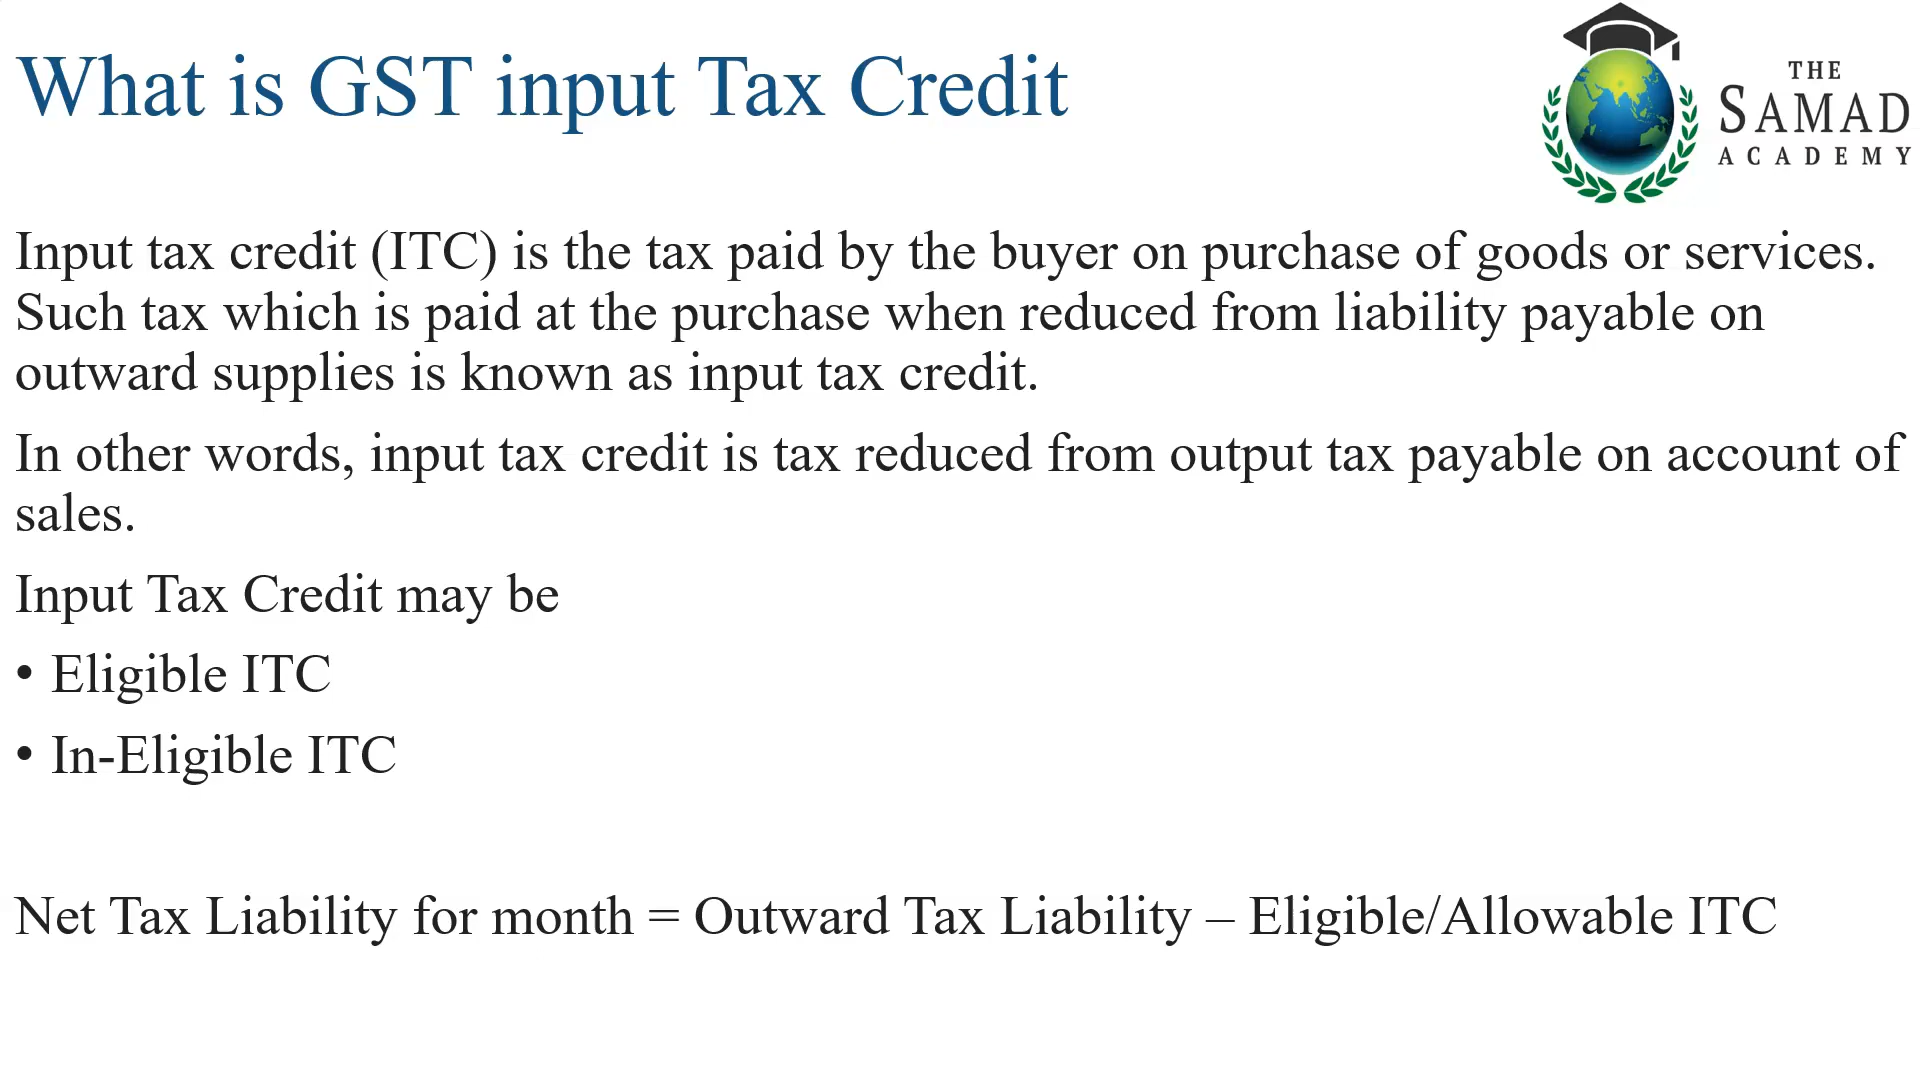 What is GST input Tax Credit
THE
SAMAD
ACADEMY
Input tax credit (ITC) is the tax paid by the buyer on purchase of goods or services.
Such tax which is paid at the purchase when reduced from liability payable on
outward supplies is known as input tax credit.
In other words, input tax credit is tax reduced from output tax payable on account of
sales.
Input Tax Credit may be
• Eligible ITC
• In-Eligible ITC
Net Tax Liability for month = Outward Tax Liability – Eligible/Allowable ITC